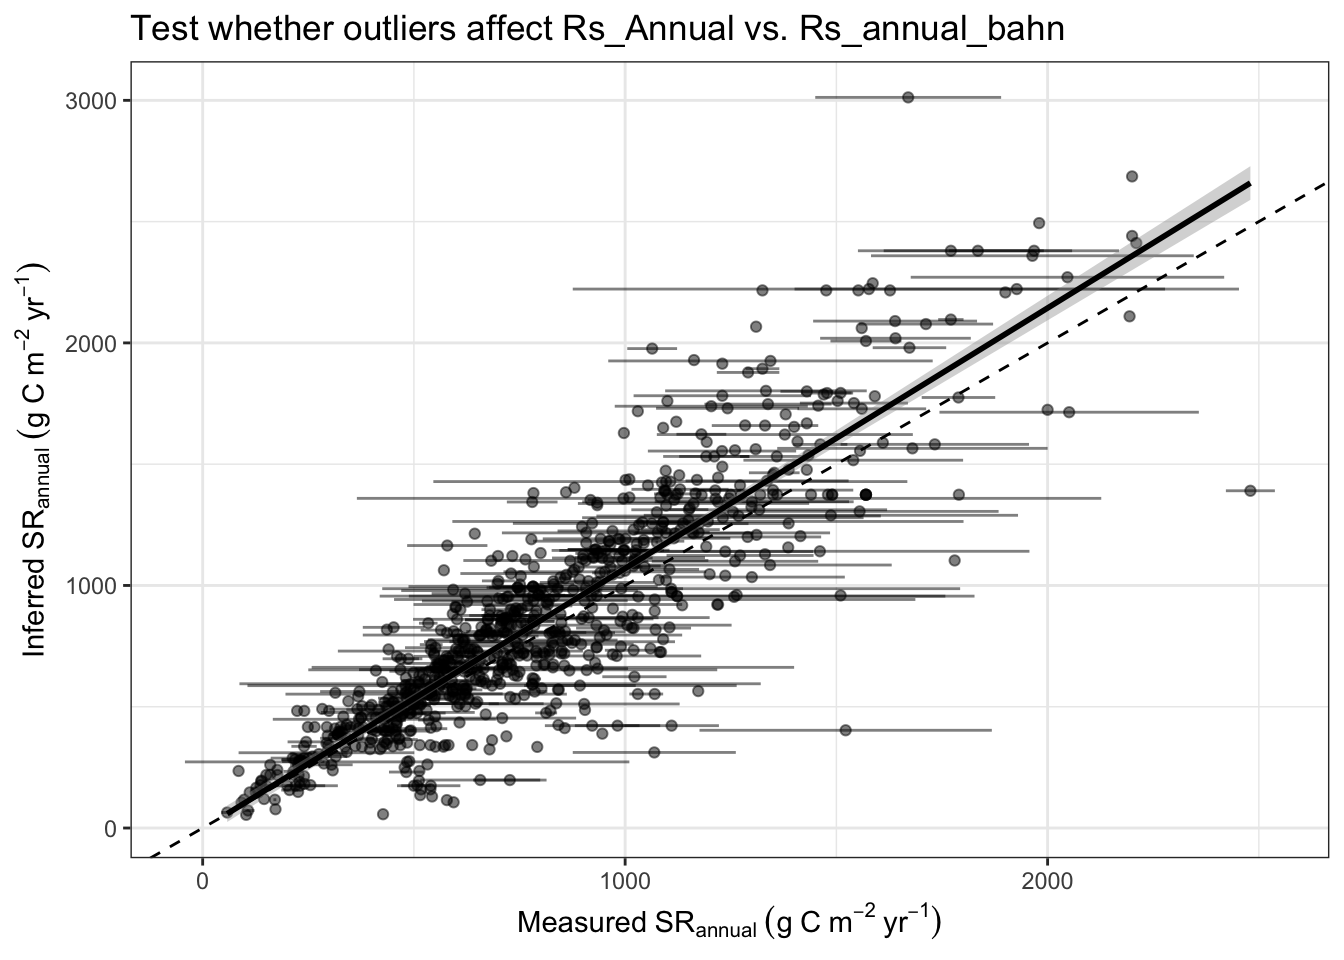 Test whether outliers affect Rs_Annual vs. Rs_annual_bahn
3000
2000
1000
0
Inferred SRannual (g C m−2 yr−1)
0 1000 2000
Measured SRannual (g C m−2 yr−1)